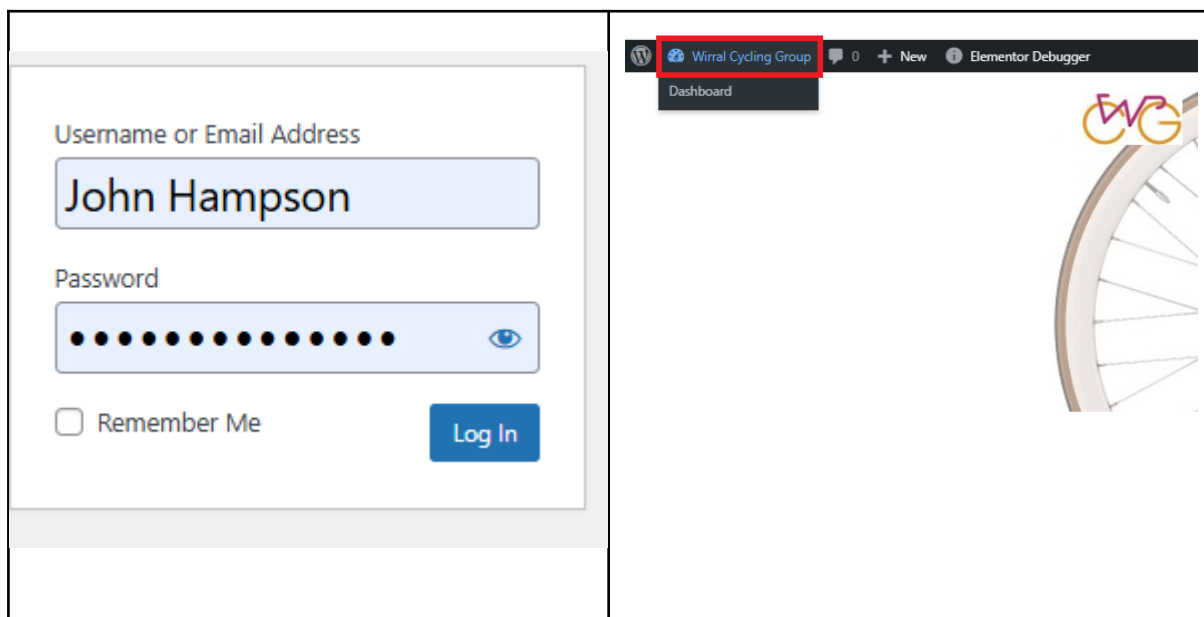 Username or Email Address
John Hampson
Password
Remember Me
Log In
Wirral Cycling Group 0 New Elementor Debugger
Dashboard